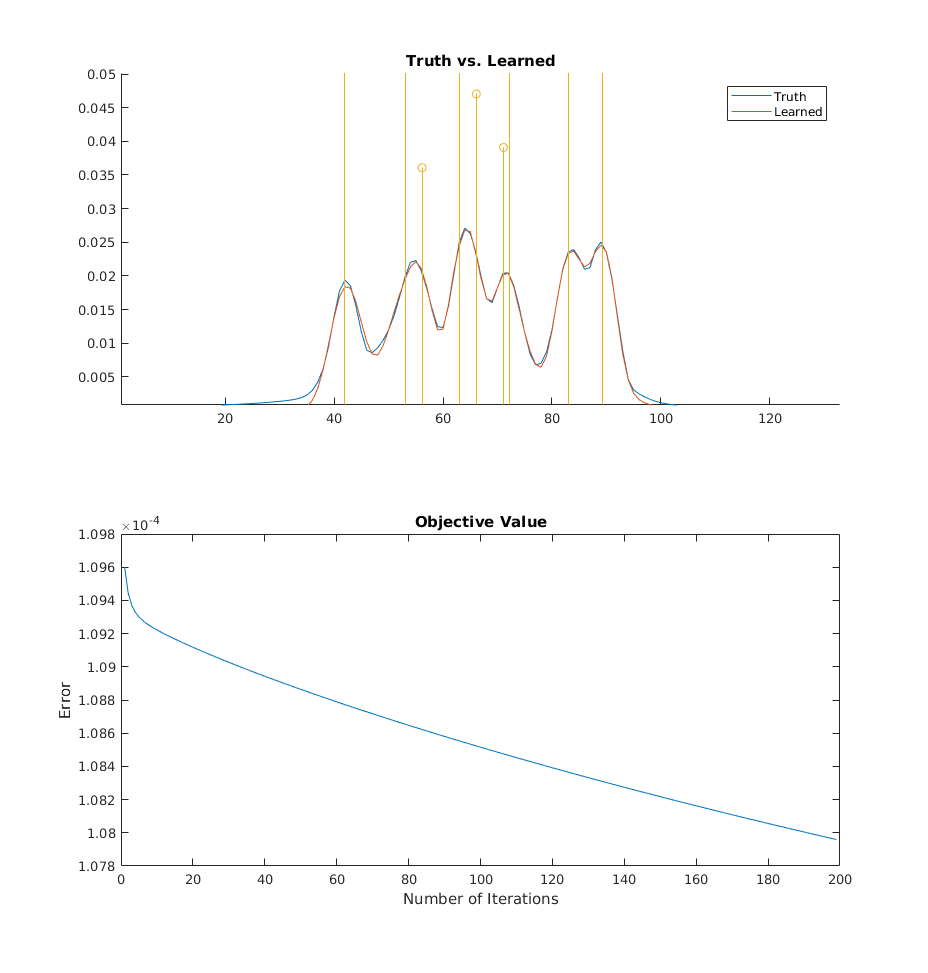 Truth vs. Learned
0.05
0.045
0.04
0.035
0.03
0.025
0.02
0.015
0.01
0.005
Truth
Learned
20 40 60 80 100 120
Objective Value
×10-4
1.098
1.096
1.094
1.092
1.09
1.088
1.086
1.084
1.082
1.08
1.078
Error
0 20 40 60 80 100 120 140 160 180 200
Number of Iterations